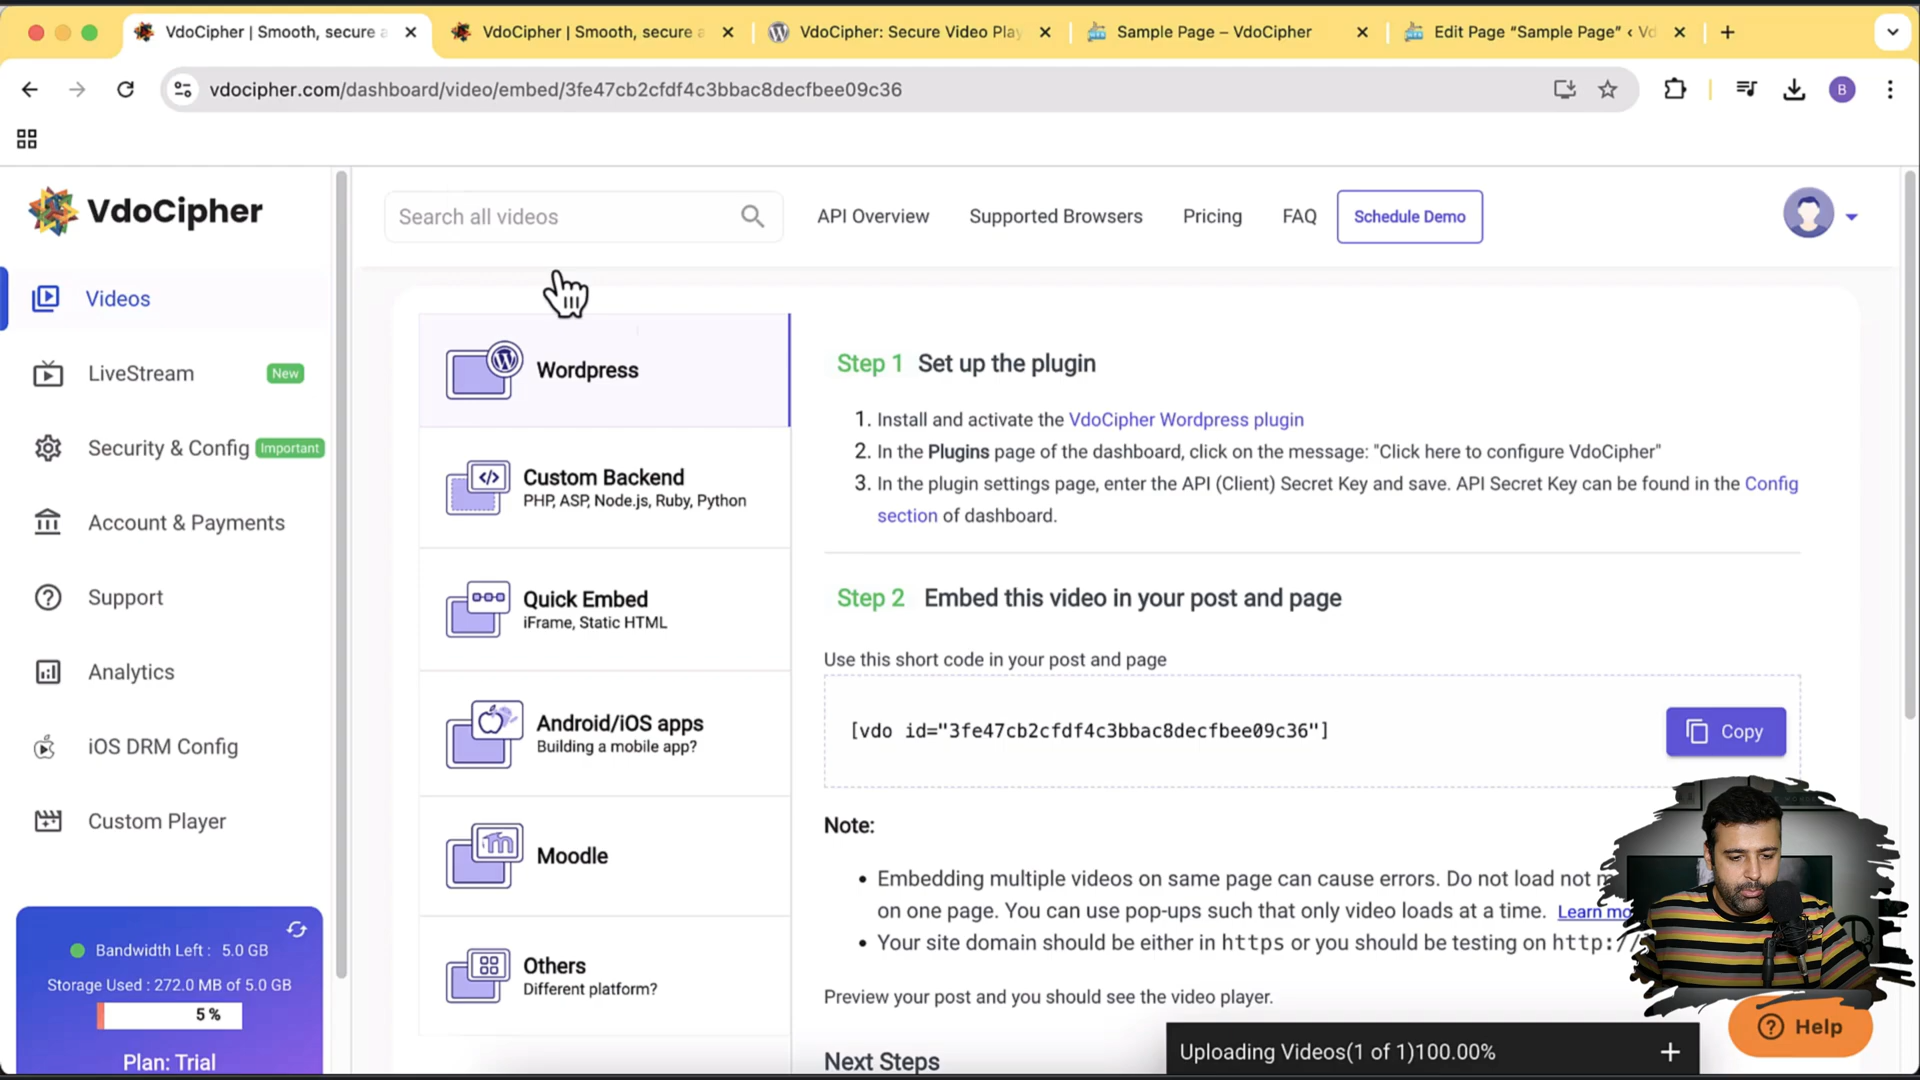 VdoCipher | Smooth, secure a
VdoCipher | Smooth, secure a
VdoCipher: Secure Video Play
Sample Page – VdoCipher
Edit Page “Sample Page” ‹ Vd
vdocipher.com/dashboard/video/embed/3fe47cb2cfdf4c3bbac8decfbee09c36
B
VdoCipher
Search all videos
API Overview
Supported Browsers
Pricing
FAQ
Schedule Demo
Videos
LiveStream New
Security & Config Important
Account & Payments
Support
Analytics
iOS DRM Config
Custom Player
Bandwidth Left : 5.0 GB
Storage Used : 272.0 MB of 5.0 GB
5 %
Plan: Trial
Wordpress
Custom Backend
PHP, ASP, Node.js, Ruby, Python
Quick Embed
iFrame, Static HTML
Android/iOS apps
Building a mobile app?
Moodle
Others
Different platform?
Step 1 Set up the plugin
1. Install and activate the VdoCipher Wordpress plugin
2. In the Plugins page of the dashboard, click on the message: "Click here to configure VdoCipher"
3. In the plugin settings page, enter the API (Client) Secret Key and save. API Secret Key can be found in the Config
section of dashboard.
Step 2 Embed this video in your post and page
Use this short code in your post and page
[vdo id="3fe47cb2cfdf4c3bbac8decfbee09c36"]
Copy
Note:
• Embedding multiple videos on same page can cause errors. Do not load not
on one page. You can use pop-ups such that only video loads at a time. Learn
• Your site domain should be either in https or you should be testing on http://
Preview your post and you should see the video player.
Next Steps
Uploading Videos(1 of 1)100.00% +
Help